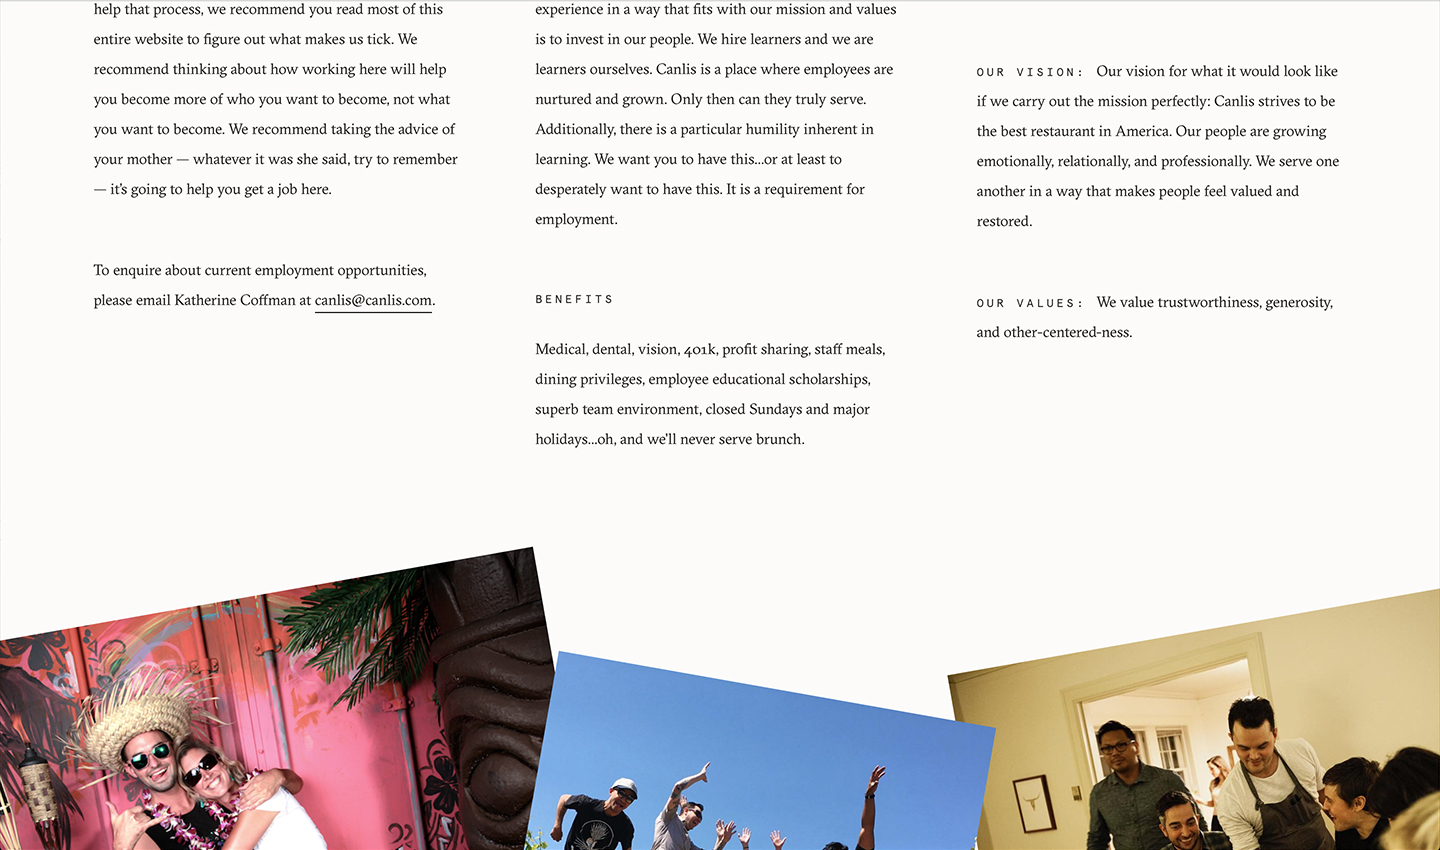 help that process, we recommend you read most of this
entire website to figure out what makes us tick. We
recommend thinking about how working here will help
you become more of who you want to become, not what
you want to become. We recommend taking the advice of
your mother — whatever it was she said, try to remember
— it's going to help you get a job here.
To enquire about current employment opportunities,
please email Katherine Coffman at canlis@canlis.com.
experience in a way that fits with our mission and values
is to invest in our people. We hire learners and we are
learners ourselves. Canlis is a place where employees are
nurtured and grown. Only then can they truly serve.
Additionally, there is a particular humility inherent in
learning. We want you to have this...or at least to
desperately want to have this. It is a requirement for
employment.
BENEFITS
Medical, dental, vision, 401k, profit sharing, staff meals,
dining privileges, employee educational scholarships,
superb team environment, closed Sundays and major
holidays...oh, and we'll never serve brunch.
OUR VISION: Our vision for what it would look like
if we carry out the mission perfectly: Canlis strives to be
the best restaurant in America. Our people are growing
emotionally, relationally, and professionally. We serve one
another in a way that makes people feel valued and
restored.
OUR VALUES: We value trustworthiness, generosity,
and other-centered-ness.